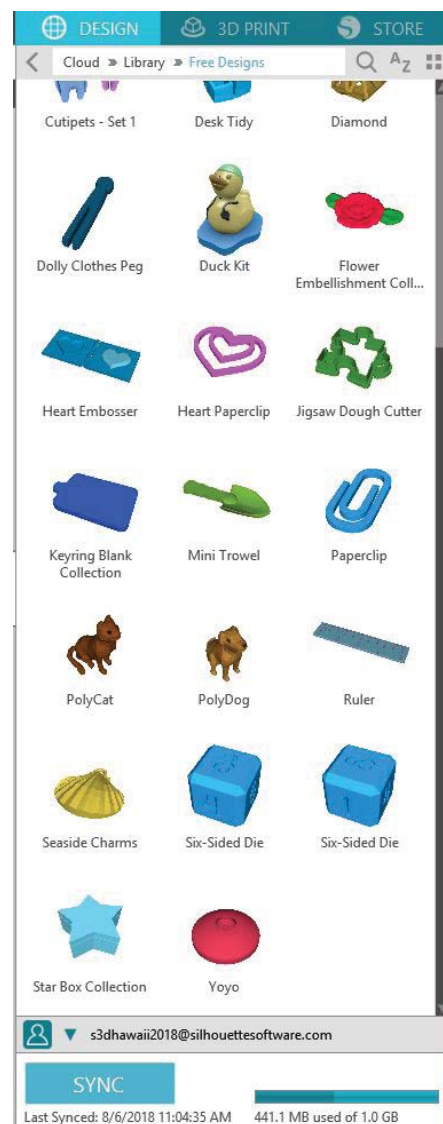 DESIGN 3D PRINT STORE
Cloud » Library » Free Designs AZ
Cutipets - Set 1 Desk Tidy Diamond
Dolly Clothes Peg Duck Kit Flower
Embellishment Coll...
Heart Embosser Heart Paperclip Jigsaw Dough Cutter
Keyring Blank Mini Trowel Paperclip
Collection
PolyCat PolyDog Ruler
Seaside Charms Six-Sided Die Six-Sided Die
Star Box Collection Yoyo
s3dhawaii2018@silhouettesoftware.com
SYNC
Last Synced: 8/6/2018 11:04:35 AM 441.1 MB used of 1.0 GB